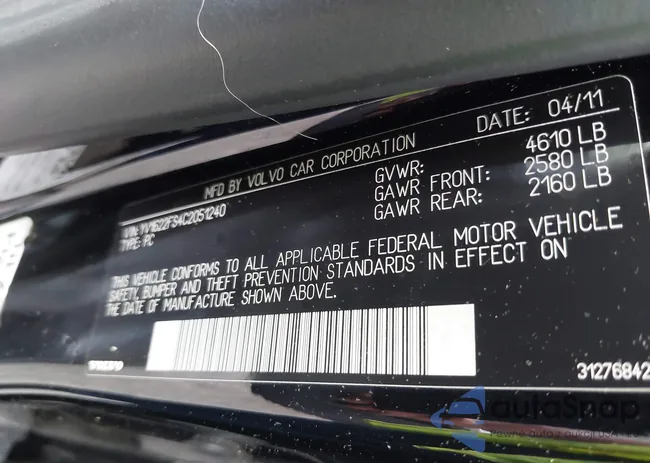 MFD BY VOLVO CAR CORPORATION DATE: 04/11
GVWR: 4610 LB
GAWR FRONT: 2580 LB
GAWR REAR: 2160 LB
VIN: YV1622FS4C2051240
TYPE: PC
THIS VEHICLE CONFORMS TO ALL APPLICABLE FEDERAL MOTOR VEHICLE
SAFETY, BUMPER AND THEFT PREVENTION STANDARDS IN EFFECT ON
THE DATE OF MANUFACTURE SHOWN ABOVE.
VOLVO
31276842
autoSnap